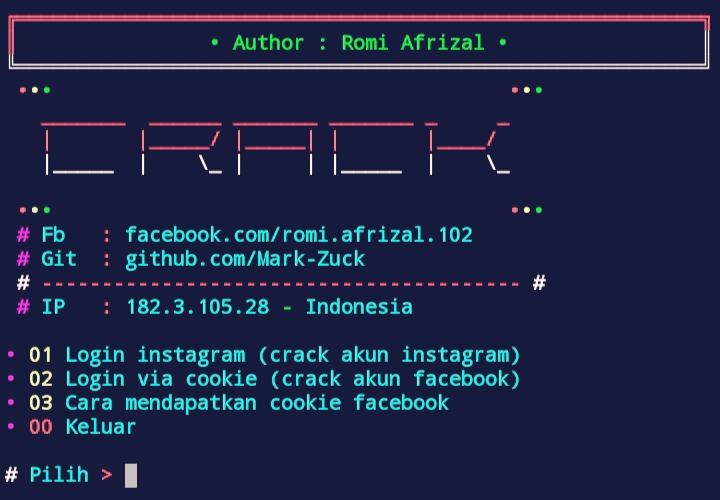 • Author : Romi Afrizal •
CRACK
# Fb : facebook.com/romi.afrizal.102
# Git : github.com/Mark-Zuck
# ---------------------------------------- #
# IP : 182.3.105.28 - Indonesia
• 01 Login instagram (crack akun instagram)
• 02 Login via cookie (crack akun facebook)
• 03 Cara mendapatkan cookie facebook
• 00 Keluar
# Pilih >